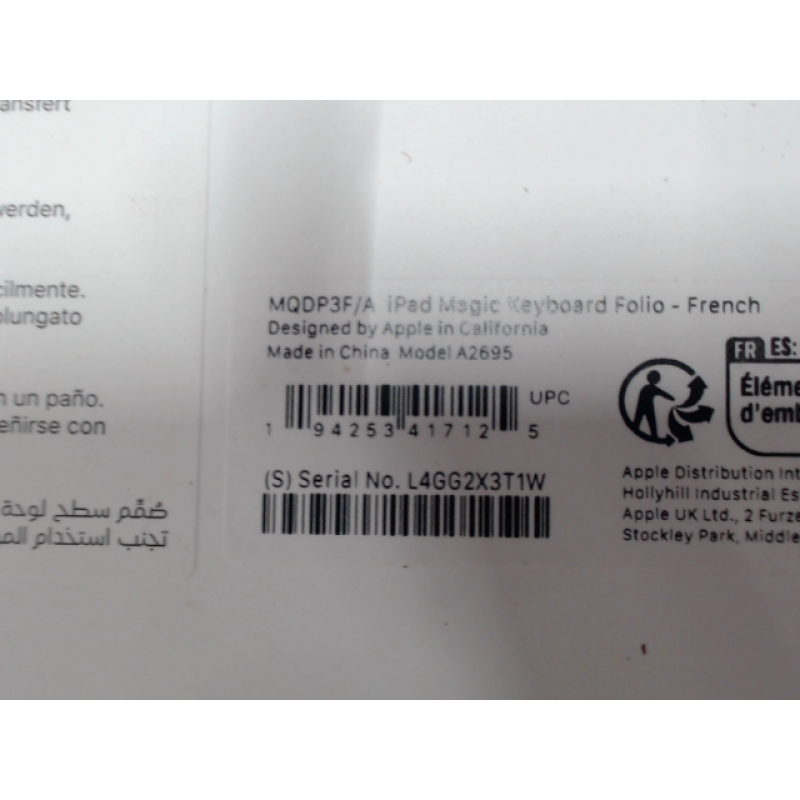 ansfert
werden,
cilmente.
olungato
n un paño.
eñirse con
صُمِّم سطح لوحة
تجنب استخدام الم
MQDP3F/A iPad Magic Keyboard Folio - French
Designed by Apple in California
Made in China Model A2695
UPC
1 94253 41712 5
(S) Serial No. L4GG2X3T1W
FR ES:
Éléme
d'emb
Apple Distribution Int
Hollyhill Industrial Es
Apple UK Ltd., 2 Furze
Stockley Park, Middle